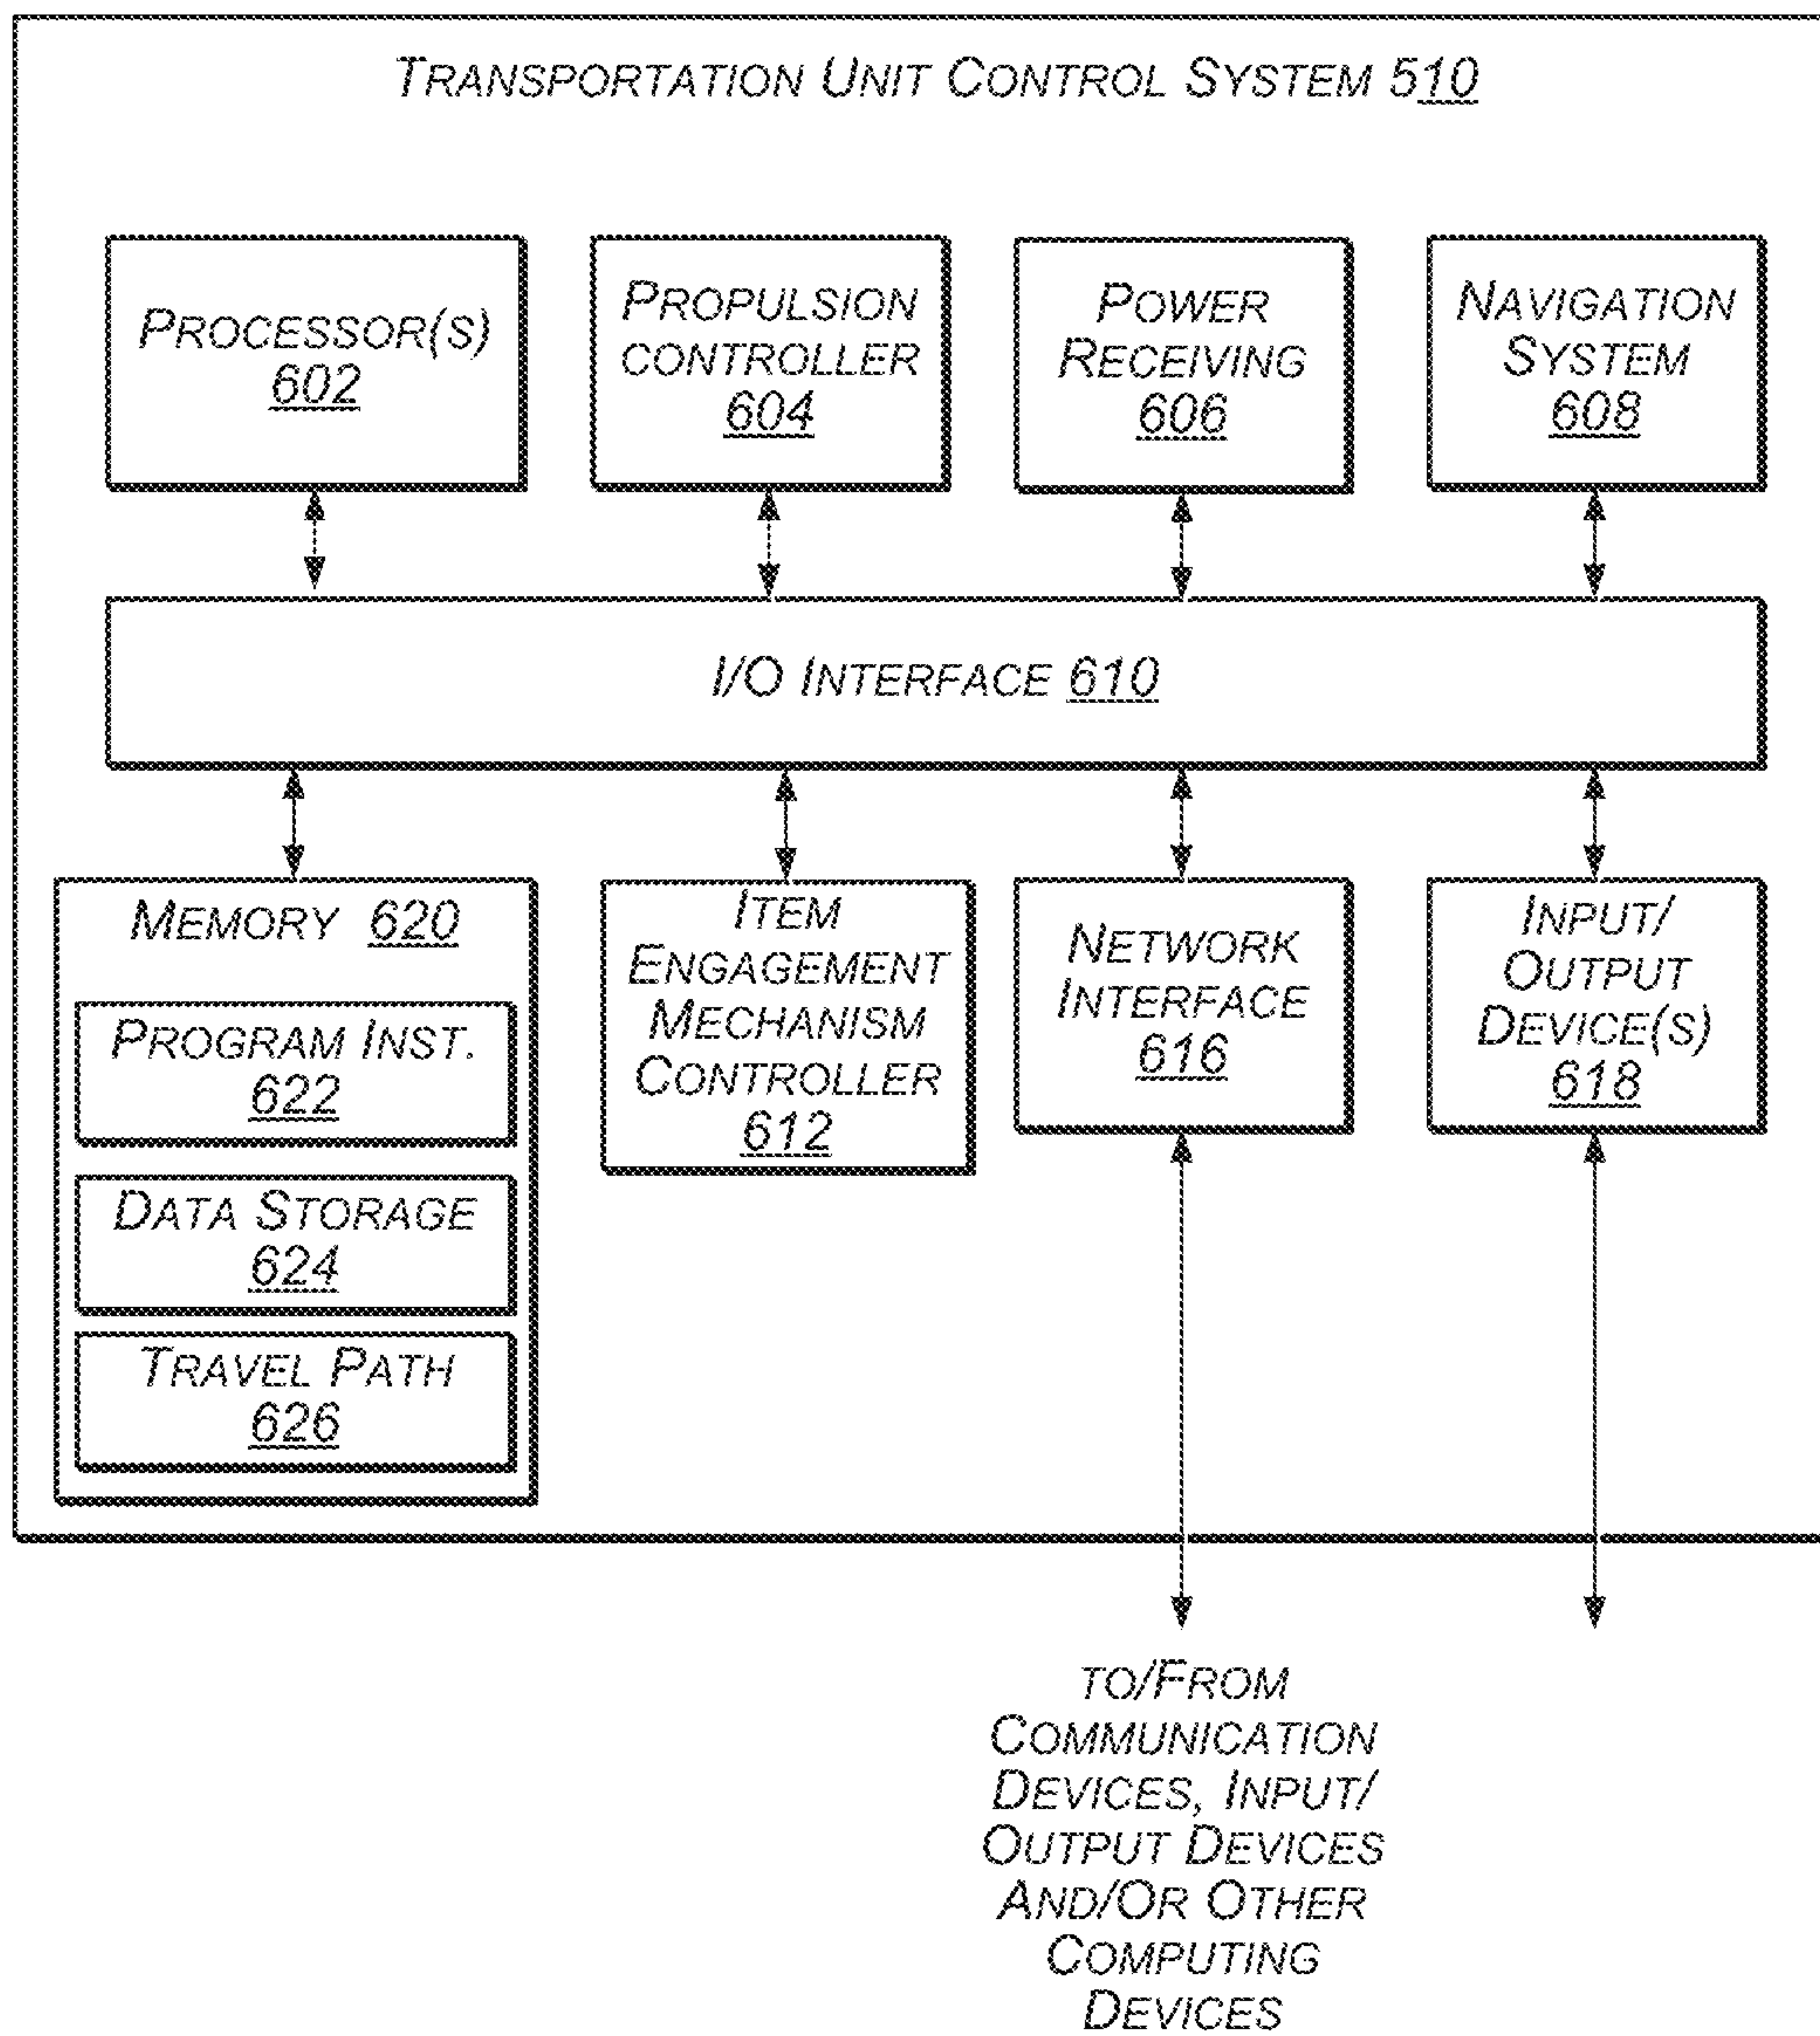 TRANSPORTATION UNIT CONTROL SYSTEM 510
PROCESSOR(S)
602
PROPULSION
CONTROLLER
604
POWER
RECEIVING
606
NAVIGATION
SYSTEM
608
I/O INTERFACE 610
MEMORY 620
PROGRAM INST.
622
DATA STORAGE
624
TRAVEL PATH
626
ITEM
ENGAGEMENT
MECHANISM
CONTROLLER
612
NETWORK
INTERFACE
616
INPUT/
OUTPUT
DEVICE(S)
618
TO/FROM
COMMUNICATION
DEVICES, INPUT/
OUTPUT DEVICES
AND/OR OTHER
COMPUTING
DEVICES